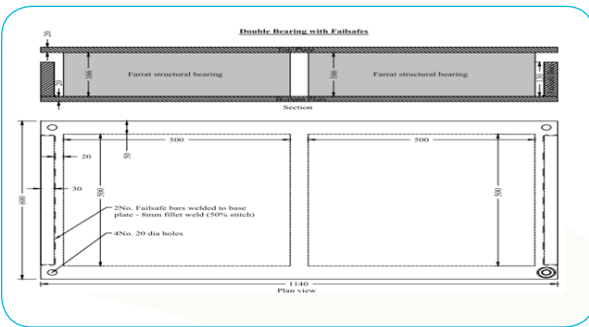 Double Bearing with Failsafes
20
Top Plate
Farrat structural bearing
Farrat structural bearing
166
166
130
20
Section
500
500
50
20
600
500
500
30
2No. Failsafe bars welded to base
plate - 8mm fillet weld (50% stitch)
4No. 20 dia holes
1140
Plan view